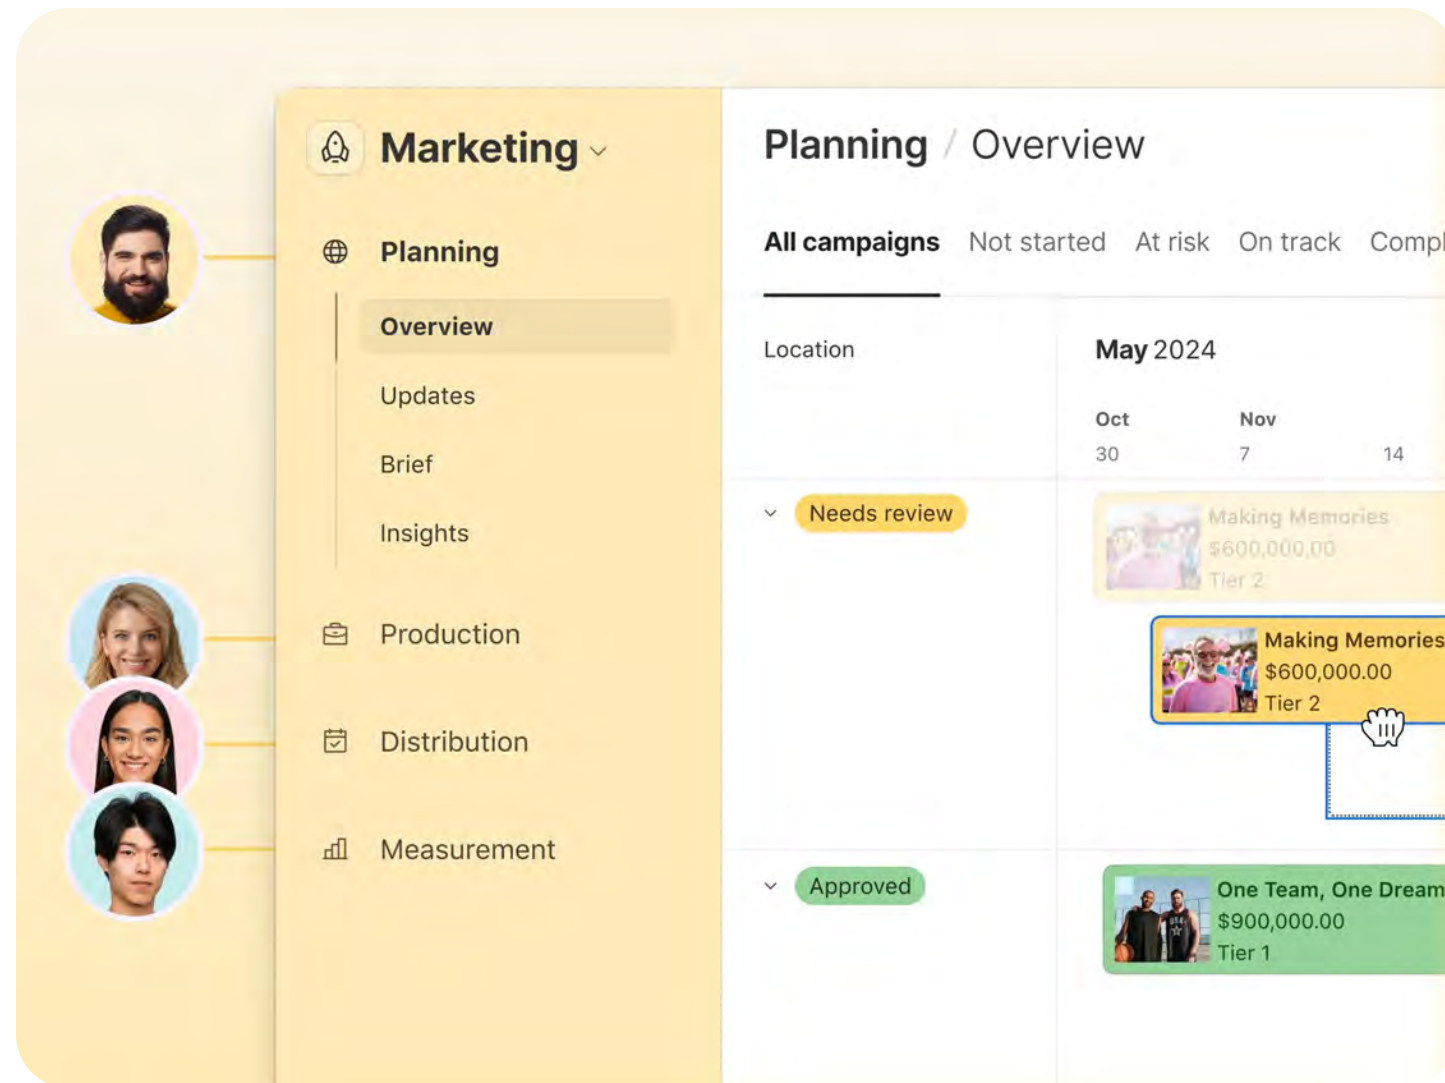 Marketing
Planning
Overview
Updates
Brief
Insights
Production
Distribution
Measurement
Planning / Overview
All campaigns Not started At risk On track Compl
Location
May 2024
Oct Nov
30 7 14
Needs review
Making Memories
$600,000.00
Tier 2
Making Memories
$600,000.00
Tier 2
Approved
One Team, One Dream
$900,000.00
Tier 1